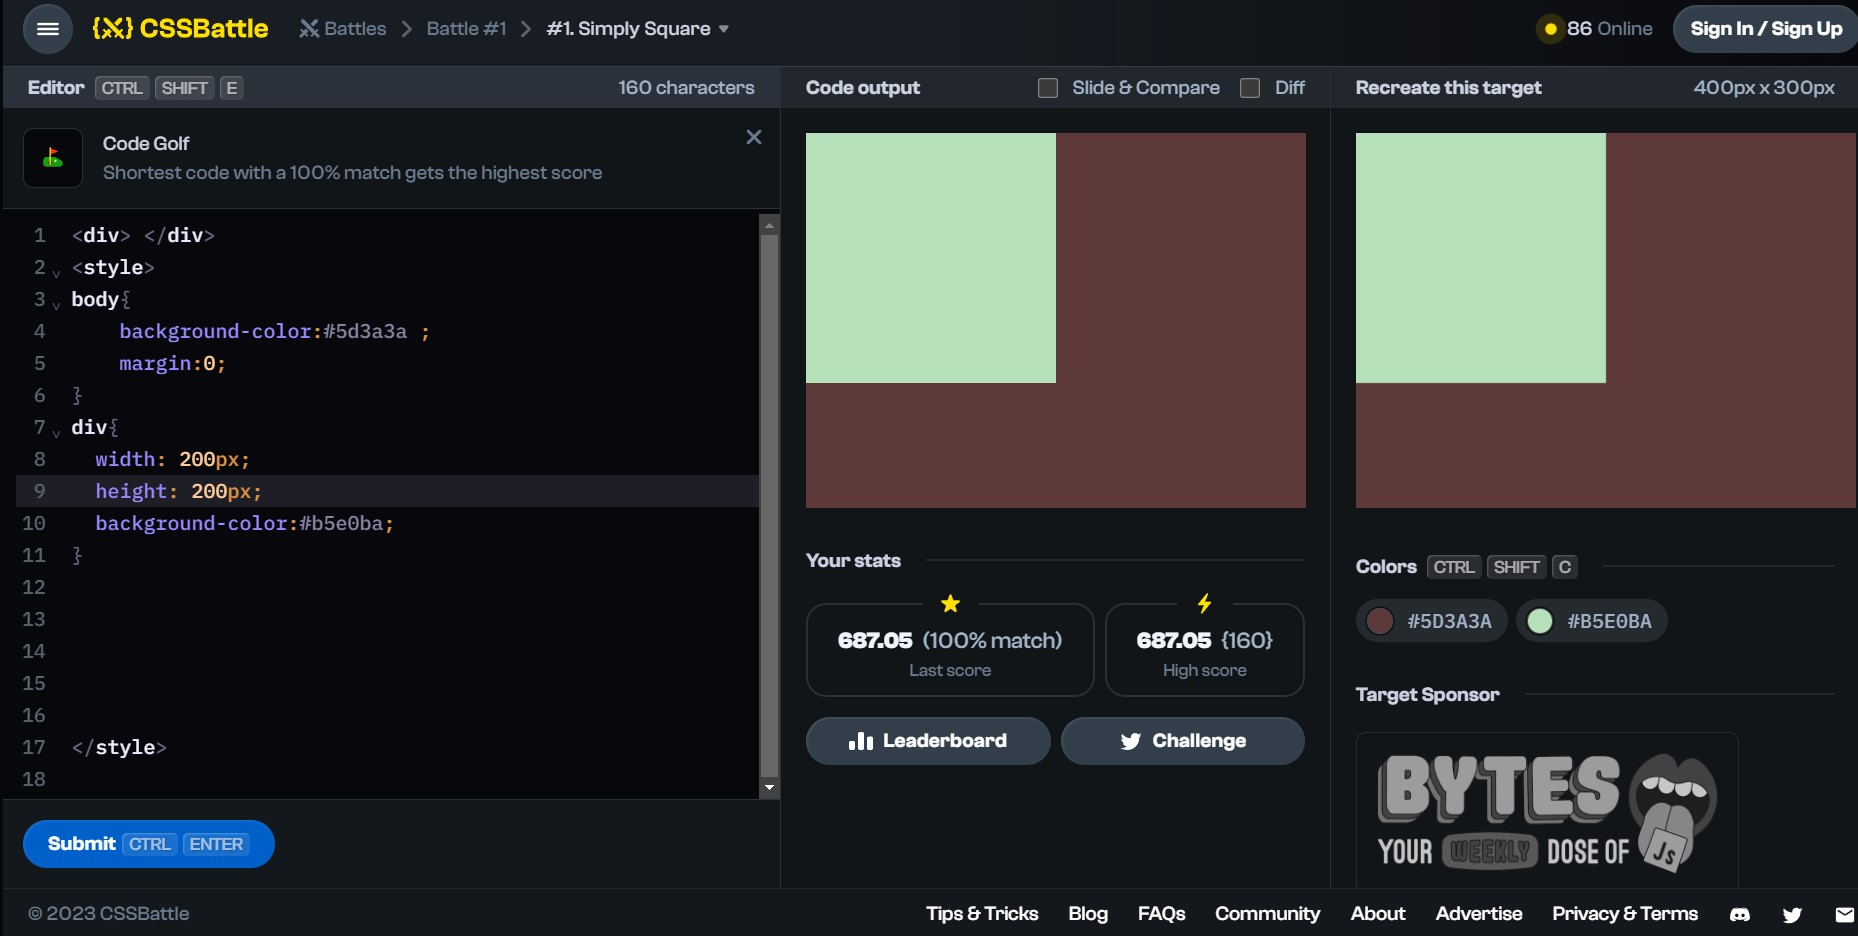 {X} CSSBattle
Battles
Battle #1
#1. Simply Square
86 Online
Sign In / Sign Up
Editor CTRL SHIFT E
160 characters
Code Golf
Shortest code with a 100% match gets the highest score
1 <div> </div>
2 <style>
3 body{
4 background-color:#5d3a3a ;
5 margin:0;
6 }
7 div{
8 width: 200px;
9 height: 200px;
10 background-color:#b5e0ba;
11 }
12
13
14
15
16
17 </style>
18
Submit CTRL ENTER
Code output
Slide & Compare
Diff
Your stats
687.05 (100% match)
Last score
687.05 {160}
High score
Leaderboard
Challenge
Recreate this target
400px x 300px
Colors CTRL SHIFT C
#5D3A3A
#B5E0BA
Target Sponsor
BYTES
YOUR WEEKLY DOSE OF JS
© 2023 CSSBattle
Tips & Tricks
Blog
FAQs
Community
About
Advertise
Privacy & Terms